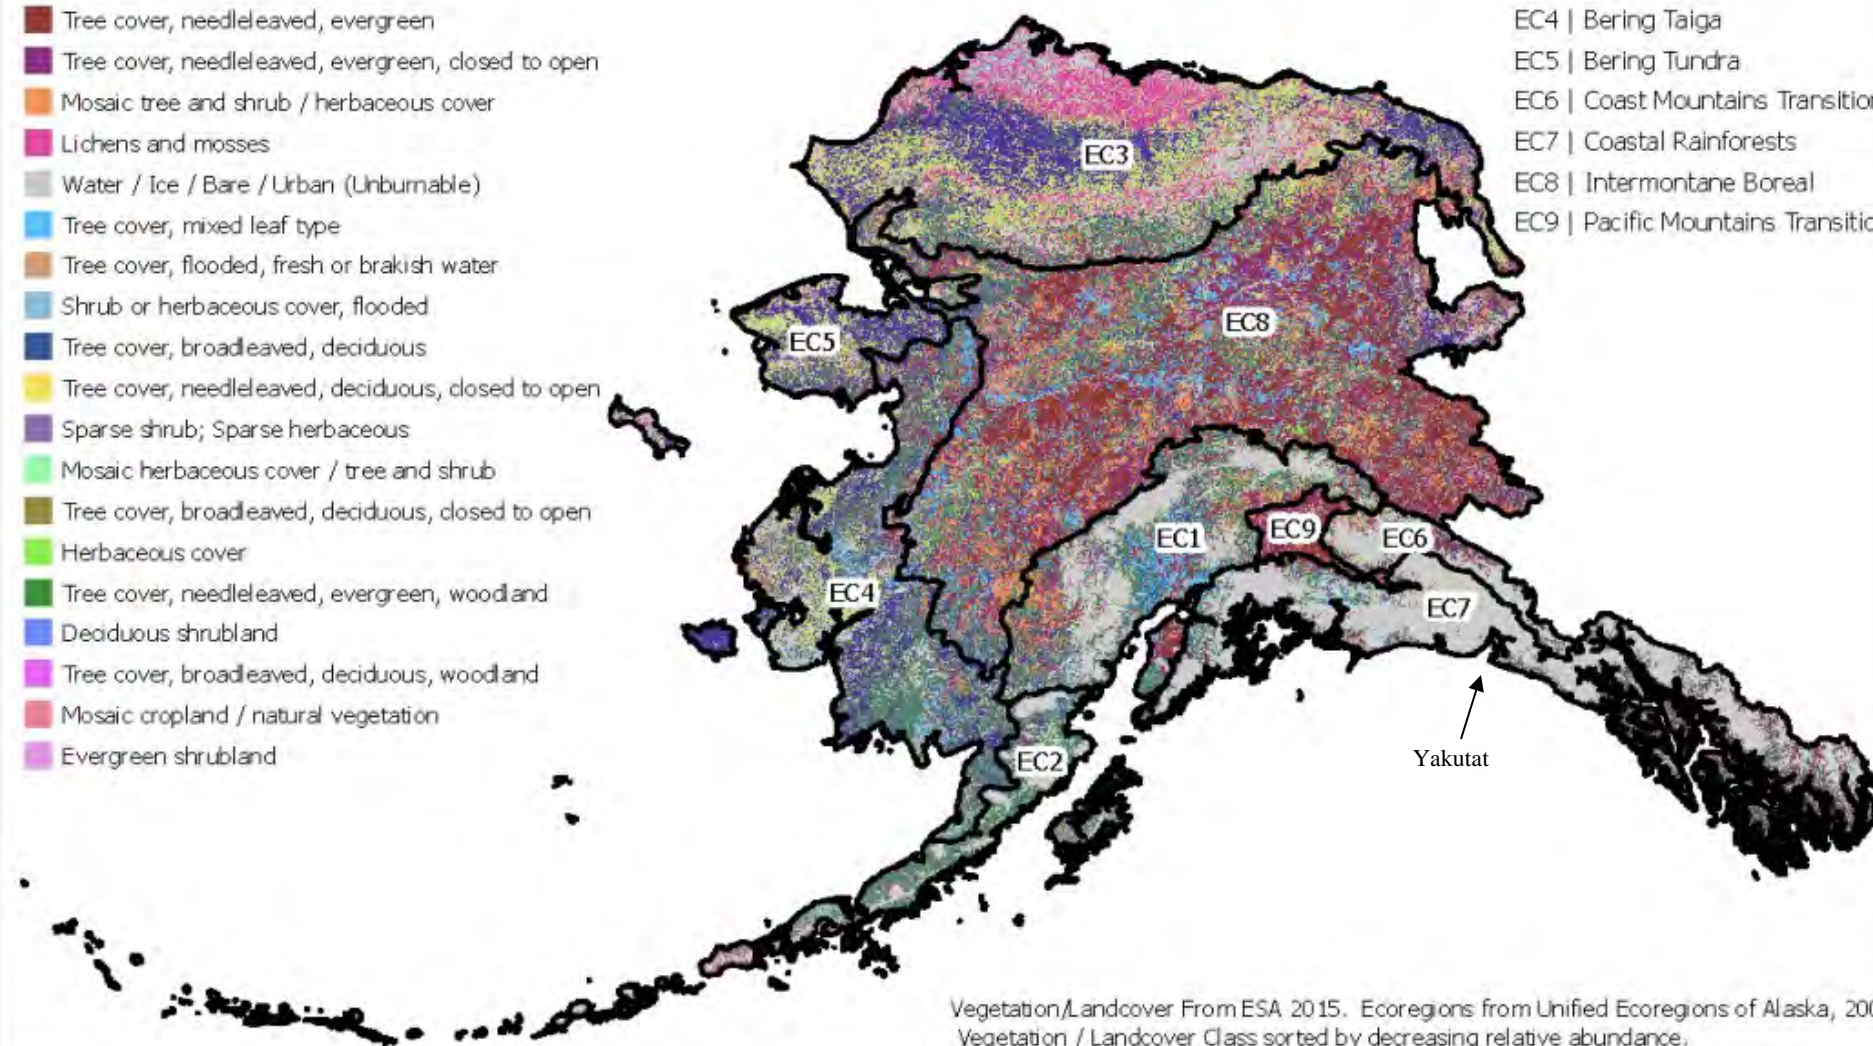 Tree cover, needleleaved, evergreen
Tree cover, needleleaved, evergreen, closed to open
Mosaic tree and shrub / herbaceous cover
Lichens and mosses
Water / Ice / Bare / Urban (Unburnable)
Tree cover, mixed leaf type
Tree cover, flooded, fresh or brakish water
Shrub or herbaceous cover, flooded
Tree cover, broadleaved, deciduous
Tree cover, needleleaved, deciduous, closed to open
Sparse shrub; Sparse herbaceous
Mosaic herbaceous cover / tree and shrub
Tree cover, broadleaved, deciduous, closed to open
Herbaceous cover
Tree cover, needleleaved, evergreen, woodland
Deciduous shrubland
Tree cover, broadleaved, deciduous, woodland
Mosaic cropland / natural vegetation
Evergreen shrubland
EC4 | Bering Taiga
EC5 | Bering Tundra
EC6 | Coast Mountains Transition
EC7 | Coastal Rainforests
EC8 | Intermontane Boreal
EC9 | Pacific Mountains
EC3
EC8
EC5
EC9
EC1
EC6
EC4
EC7
EC2
Yakutat
Vegetation/Landcover From ESA 2015. Ecoregions from Unified Ecoregions of Alaska,
Vegetation / Landcover Class sorted by decreasing relative abundance.